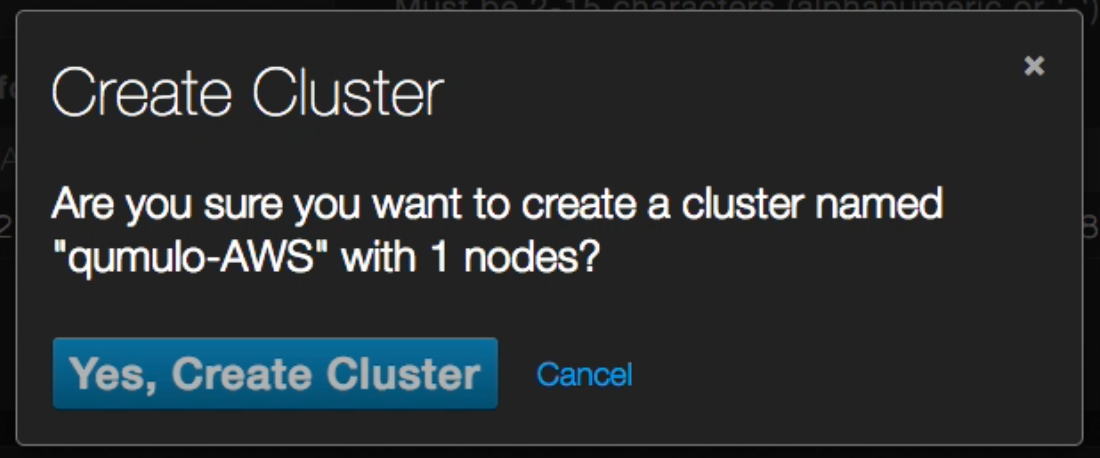 Must be 2-15 characters (alphanumeric or '-')
Create Cluster
Are you sure you want to create a cluster named
"qumulo-AWS" with 1 nodes?
Yes, Create Cluster
Cancel